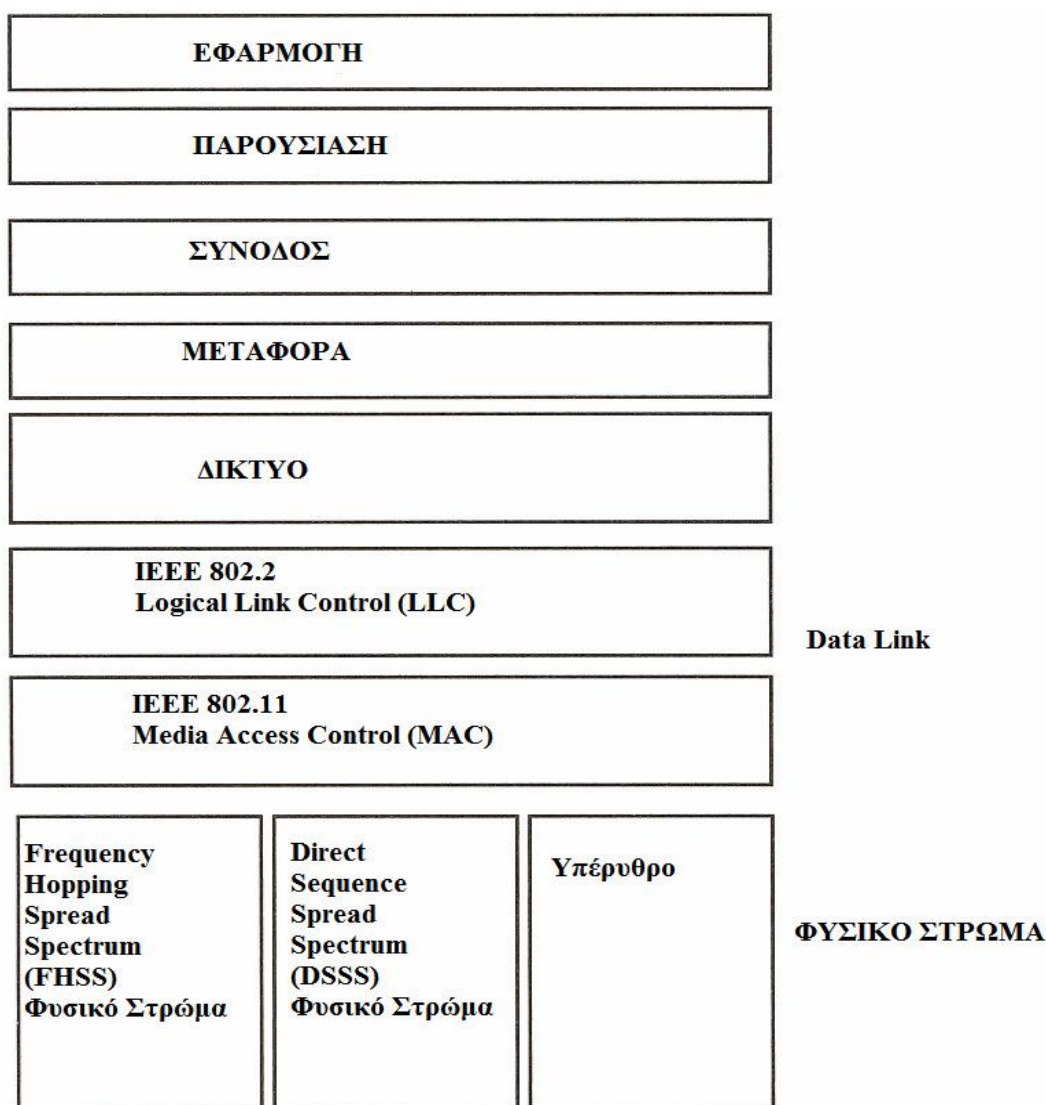 ΕΦΑΡΜΟΓΗ
ΠΑΡΟΥΣΙΑΣΗ
ΣΥΝΟΔΟΣ
ΜΕΤΑΦΟΡΑ
ΔΙΚΤΥΟ
IEEE 802.2
Logical Link Control (LLC)
Data Link
IEEE 802.11
Media Access Control (MAC)
Frequency
Hopping
Spread
Spectrum
(FHSS)
Φυσικό Στρώμα
Direct
Sequence
Spread
Spectrum
(DSSS)
Φυσικό Στρώμα
Υπέρυθρο
ΦΥΣΙΚΟ ΣΤΡΩΜΑ